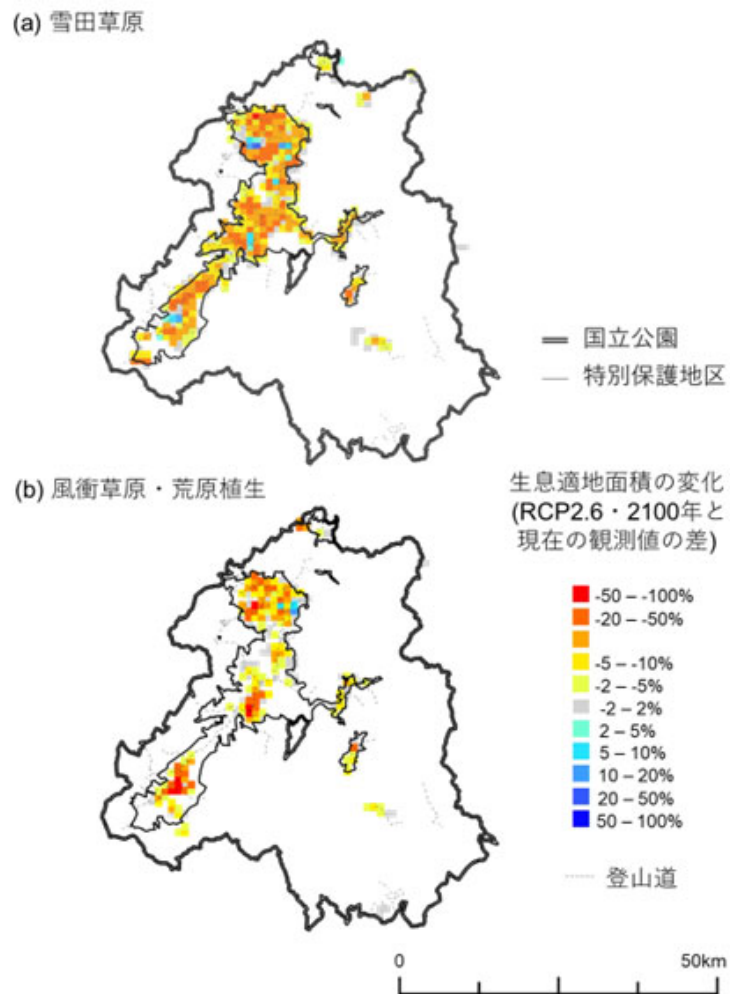 (a) 雪田草原
国立公園
特別保護地区
(b) 風衝草原・荒原植生
生息適地面積の変化
(RCP2.6・2100年と
現在の観測値の差)
-50 – -100%
-20 – -50%
-5 – -10%
-2 – -5%
-2 – 2%
2 – 5%
5 – 10%
10 – 20%
20 – 50%
50 – 100%
登山道
0 50km